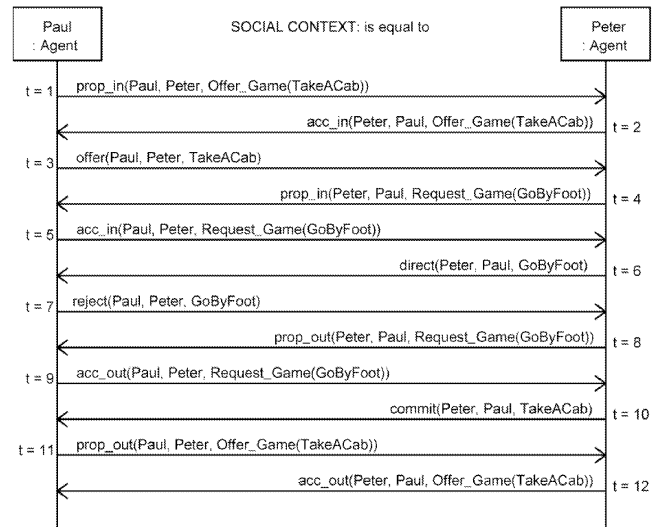 Paul
: Agent
SOCIAL CONTEXT: is equal to
Peter
: Agent
t = 1
prop_in(Paul, Peter, Offer_Game(TakeACab))
acc_in(Peter, Paul, Offer_Game(TakeACab))
t = 2
t = 3
offer(Paul, Peter, TakeACab)
prop_in(Peter, Paul, Request_Game(GoByFoot))
t = 4
t = 5
acc_in(Paul, Peter, Request_Game(GoByFoot))
direct(Peter, Paul, GoByFoot)
t = 6
t = 7
reject(Paul, Peter, GoByFoot)
prop_out(Peter, Paul, Request_Game(GoByFoot))
t = 8
t = 9
acc_out(Paul, Peter, Request_Game(GoByFoot))
commit(Peter, Paul, TakeACab)
t = 10
t = 11
prop_out(Paul, Peter, Offer_Game(TakeACab))
acc_out(Peter, Paul, Offer_Game(TakeACab))
t = 12